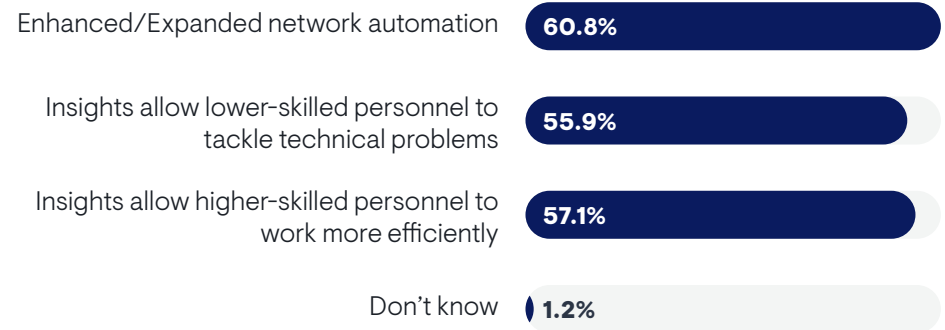 Enhanced/Expanded network automation
60.8%
Insights allow lower-skilled personnel to
tackle technical problems
55.9%
Insights allow higher-skilled personnel to
work more efficiently
57.1%
Don’t know
1.2%